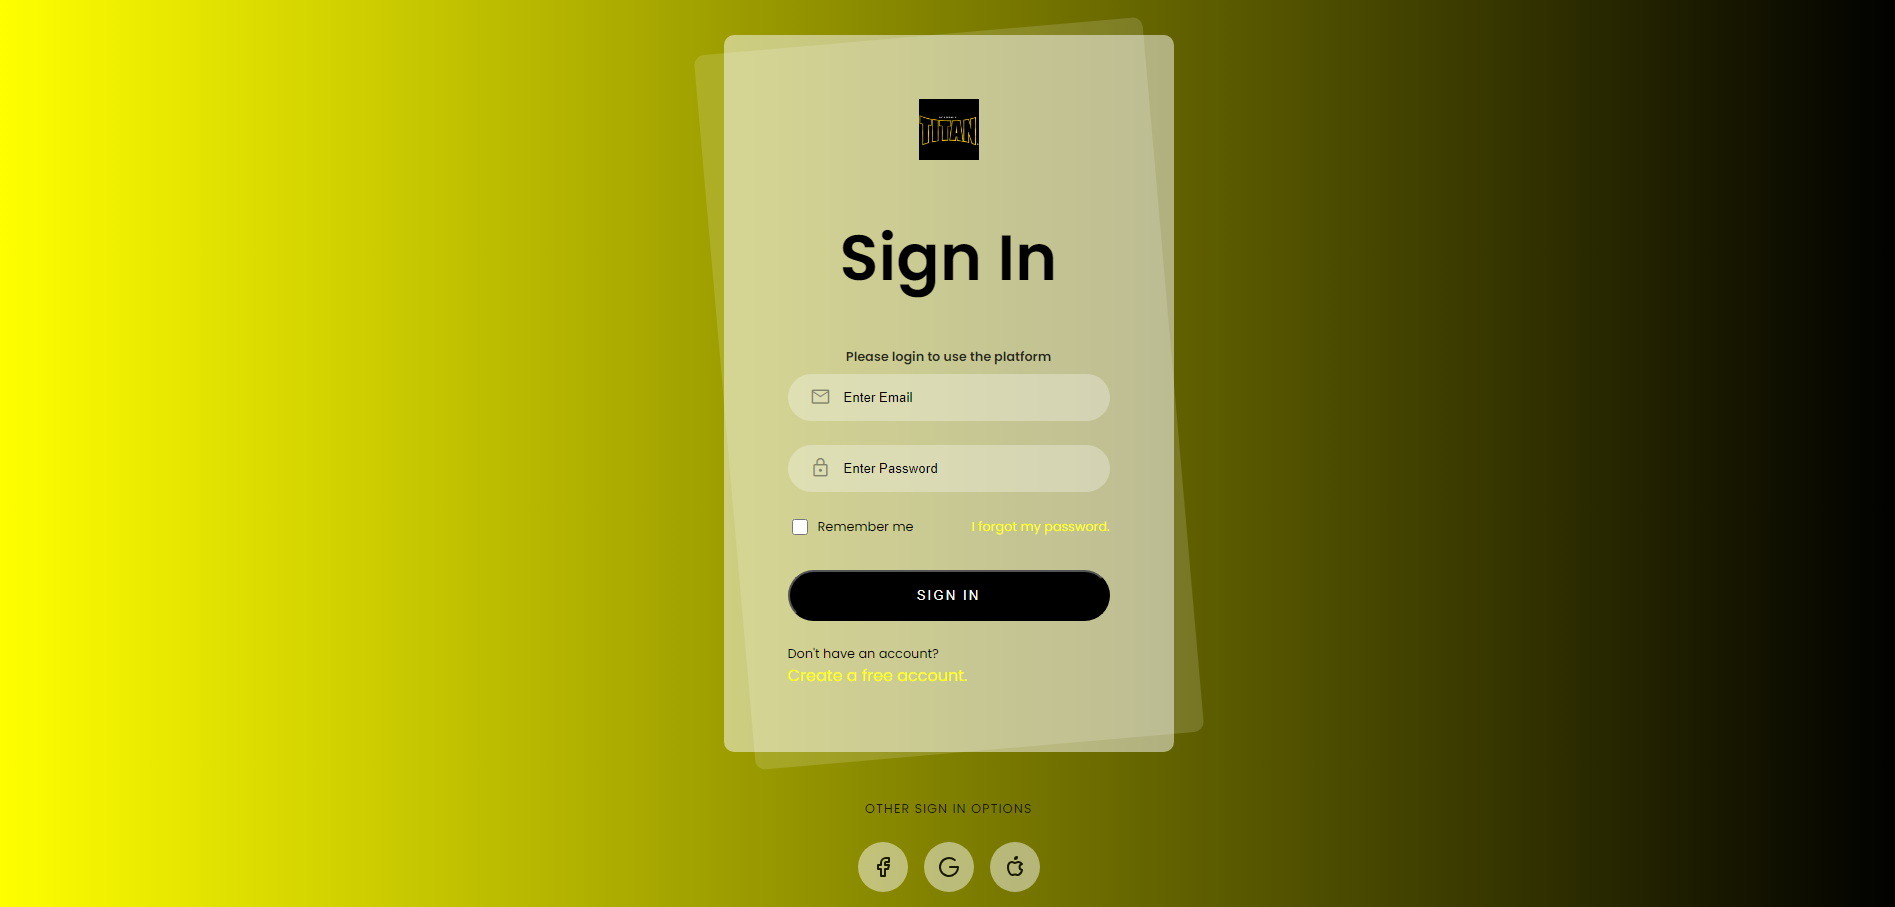 TITAN
Sign In
Please login to use the platform
Enter Email
Enter Password
Remember me
I forgot my password.
SIGN IN
Don't have an account?
Create a free account.
OTHER SIGN IN OPTIONS